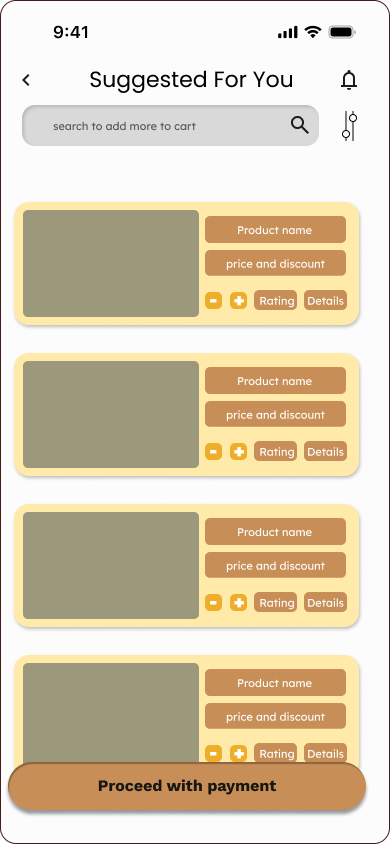 9:41
Suggested For You
search to add more to cart
Product name
price and discount
- + Rating Details
Product name
price and discount
- + Rating Details
Product name
price and discount
- + Rating Details
Product name
price and discount
- + Rating Details
Proceed with payment